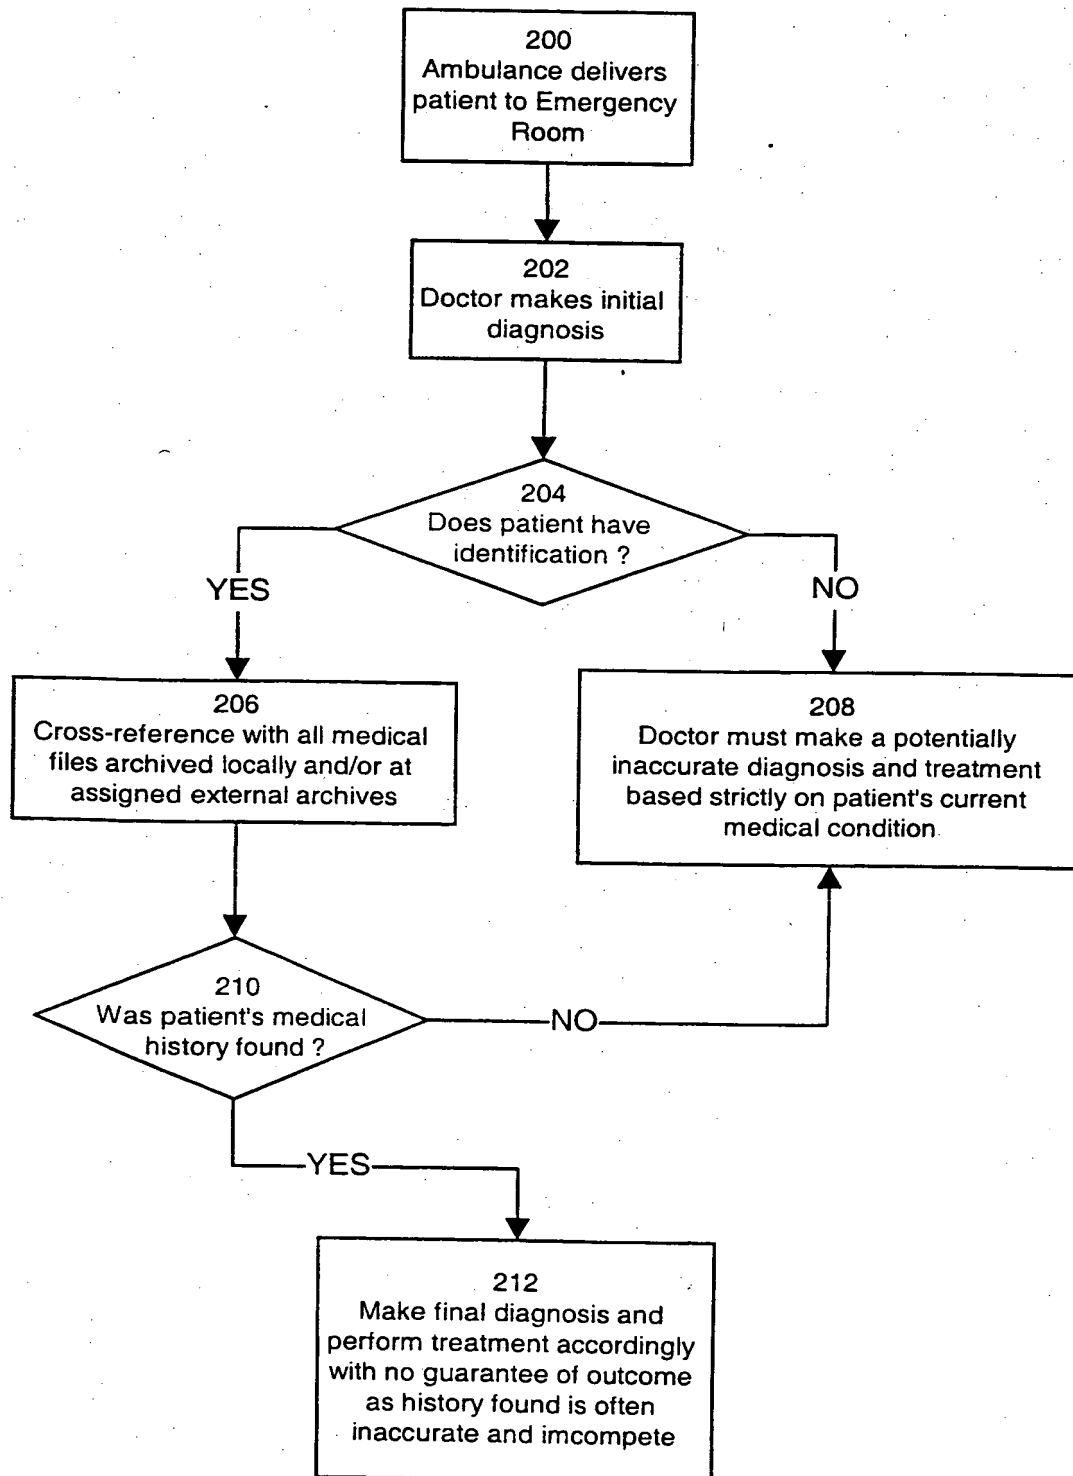 200
Ambulance delivers
patient to Emergency
Room
202
Doctor makes initial
diagnosis
204
Does patient have
identification ?
YES
NO
206
Cross-reference with all medical
files archived locally and/or at
assigned external archives
208
Doctor must make a potentially
inaccurate diagnosis and treatment
based strictly on patient's current
medical condition
210
Was patient's medical
history found ?
NO
YES
212
Make final diagnosis and
perform treatment accordingly
with no guarantee of outcome
as history found is often
inaccurate and imcompete